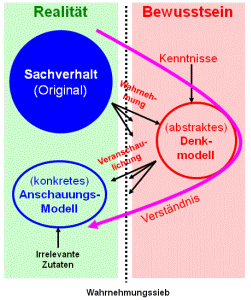 Realität
Bewusstsein
Sachverhalt
(Original)
Kenntnisse
Wahrneh-
mung
(abstraktes)
Denk-
modell
Veranschau-
lichung
(konkretes)
Anschauungs-
Modell
Verständnis
Irrelevante
Zutaten
Wahrnehmungssieb